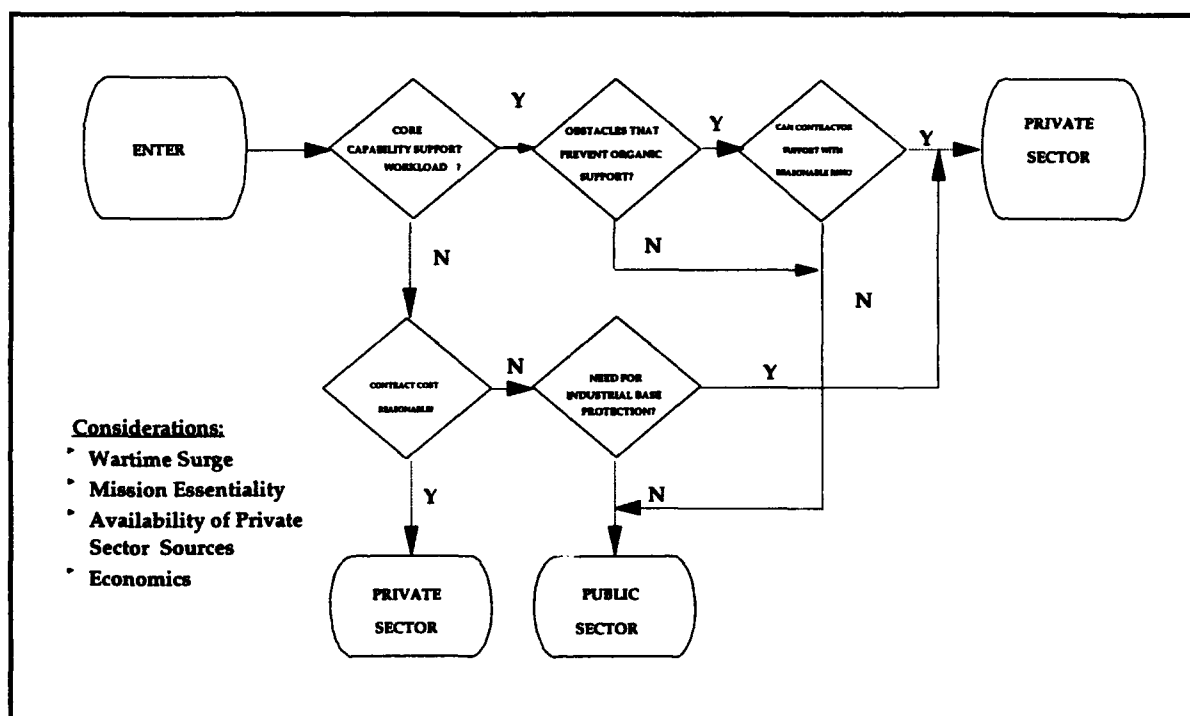 ENTER
CORE
CAPABILITY SUPPORT
WORKLOAD ?
Y
OBSTACLES THAT
PREVENT ORGANIC
SUPPORT?
Y
CAN CONTRACTOR
SUPPORT WITH
REASONABLE RISK?
Y
PRIVATE
SECTOR
N
N
N
CONTRACT COST
REASONABLE?
N
NEED FOR
INDUSTRIAL BASE
PROTECTION?
Y
Considerations:
Wartime Surge
Mission Essentiality
Availability of Private
Sector Sources
Economics
Y
N
PRIVATE
SECTOR
PUBLIC
SECTOR